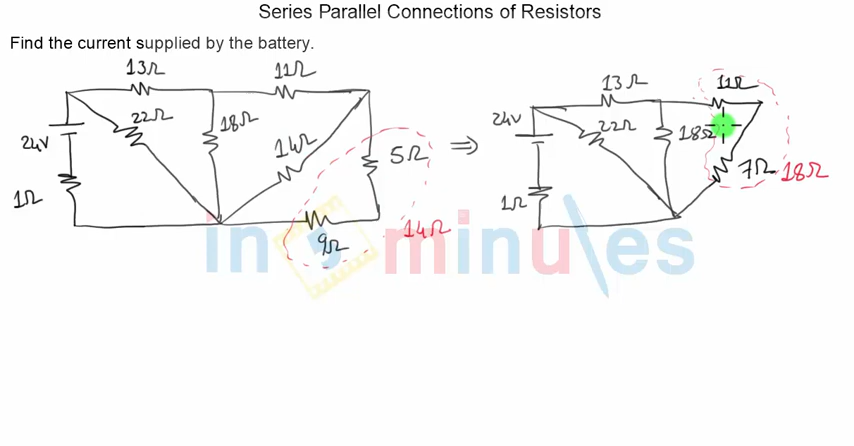 Series Parallel Connections of Resistors
Find the current supplied by the battery.
13Ω 11Ω
22Ω 18Ω
24V
14Ω
5Ω
1Ω
9Ω
14Ω
⇒
11Ω
13Ω
24V
22Ω 18Ω
7Ω
18Ω
1Ω
in 5 minutes